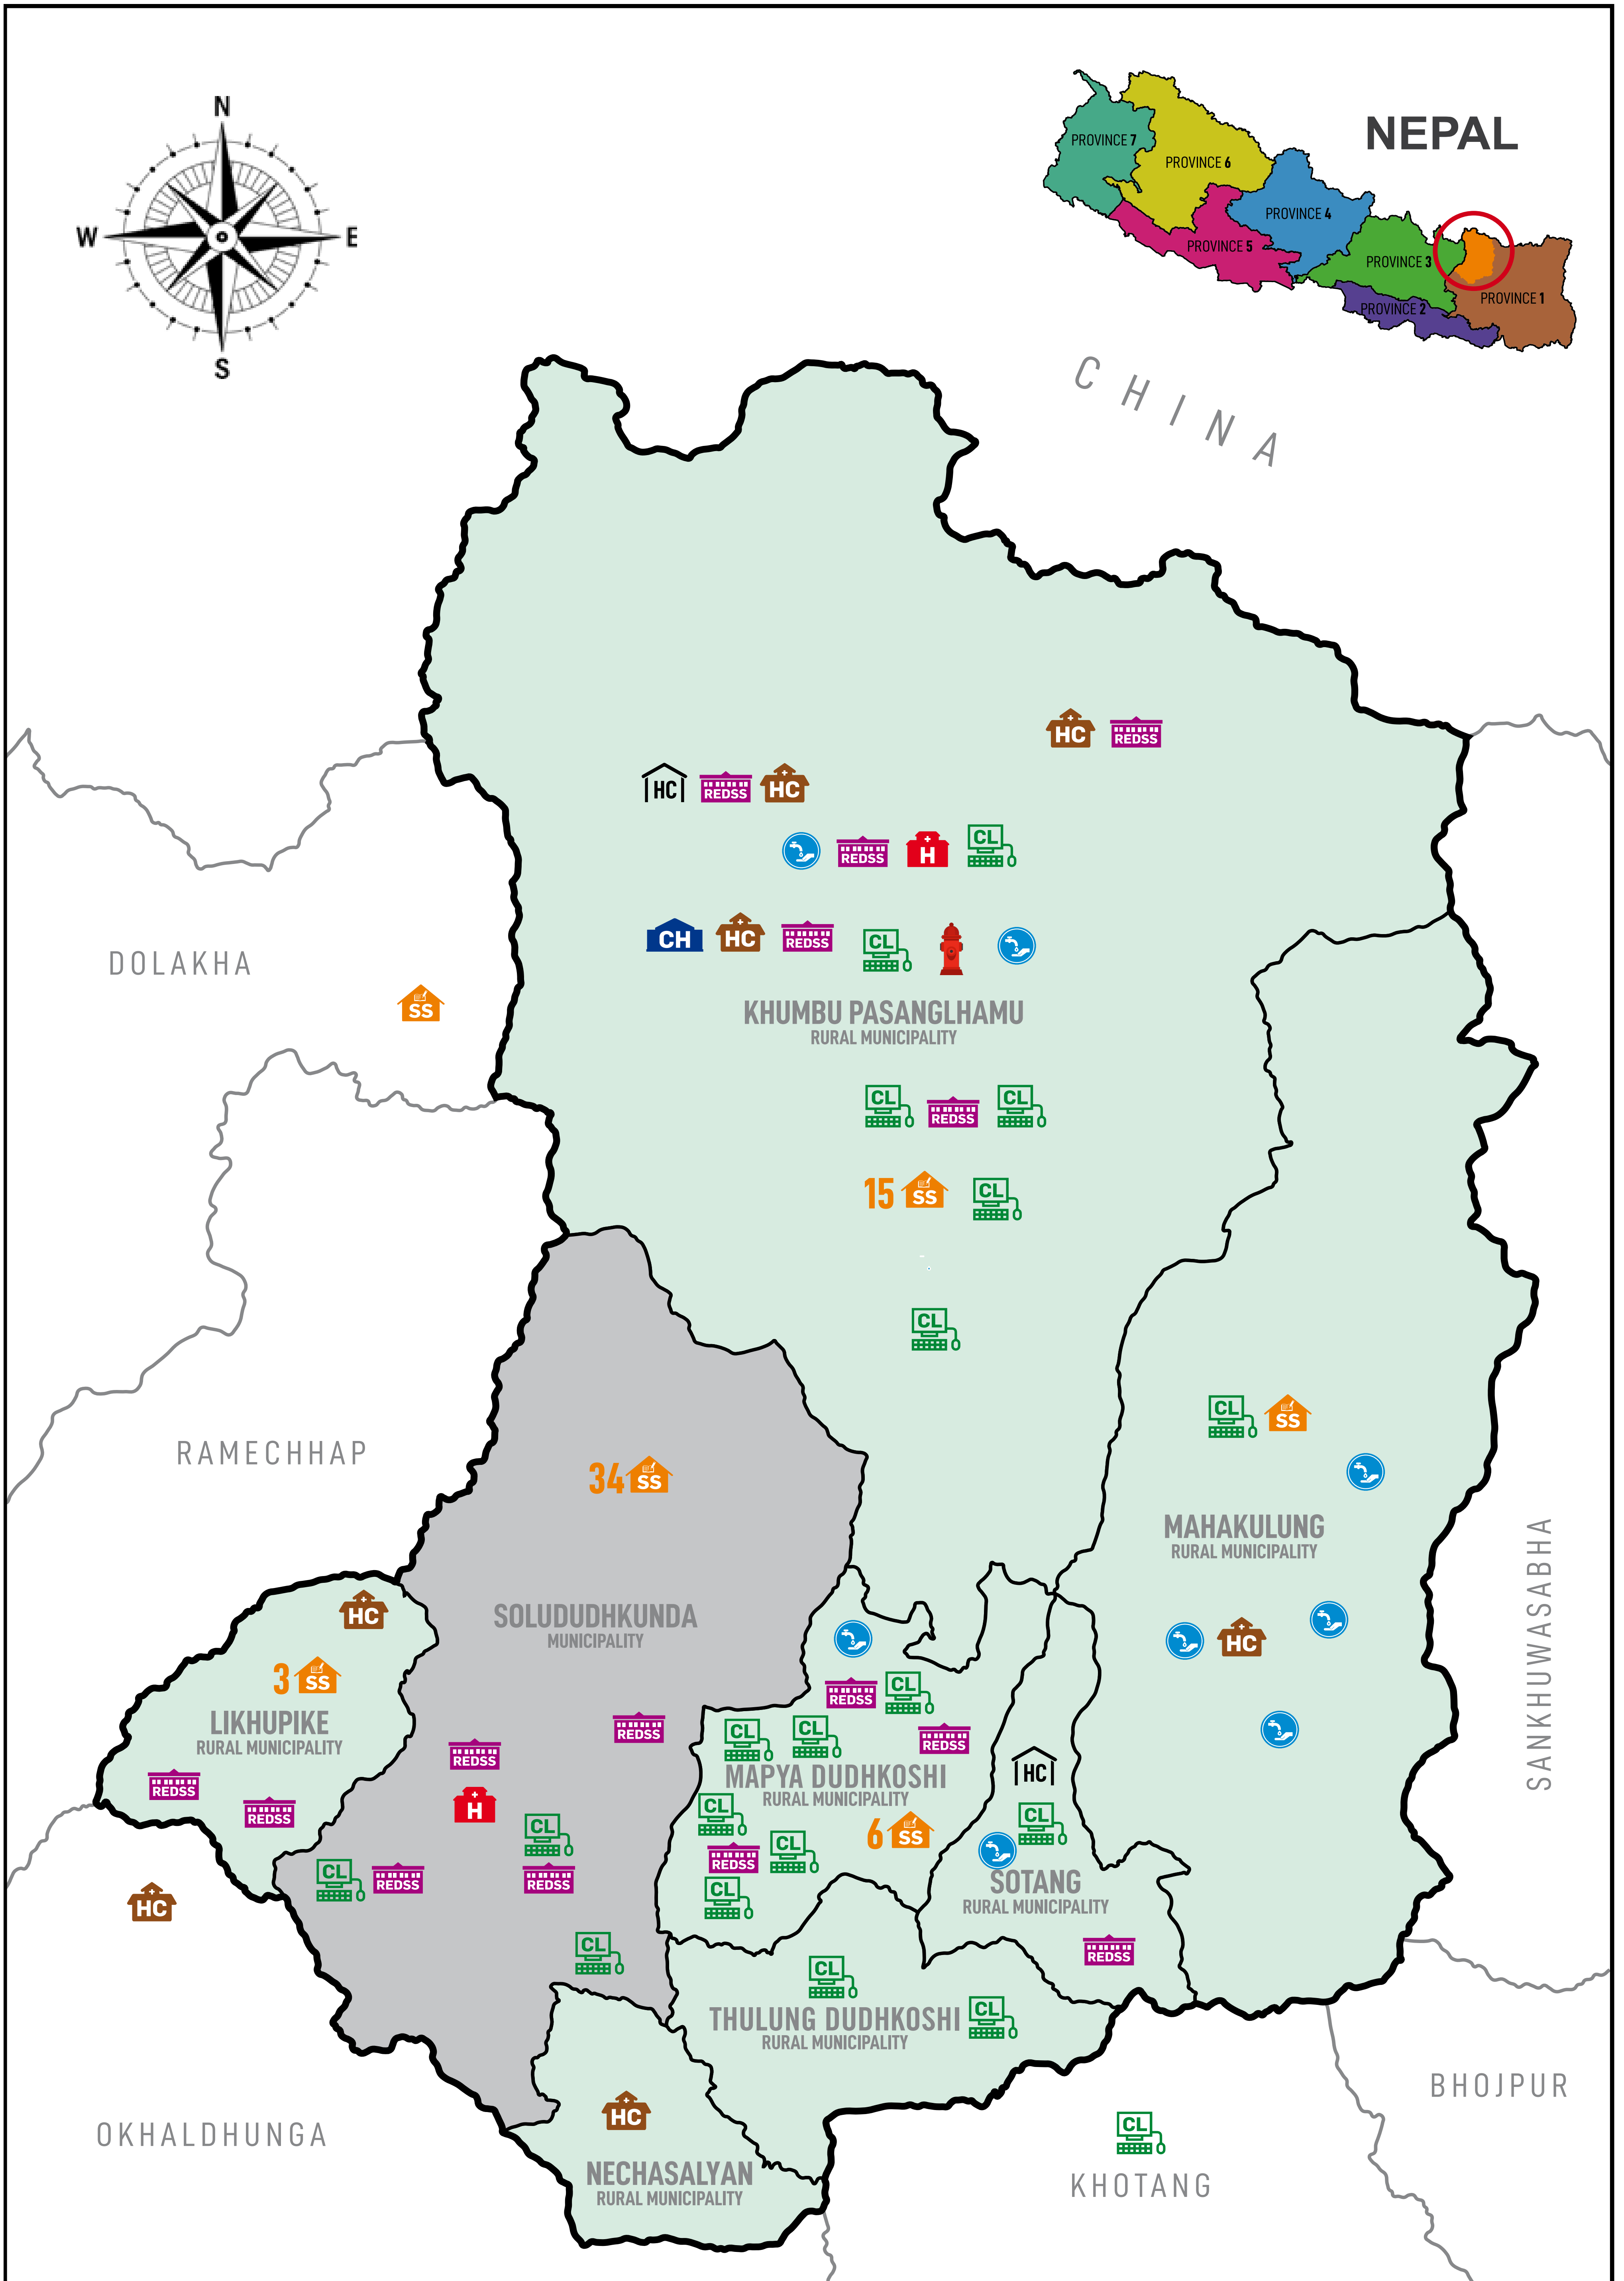 N
W
E
S
NEPAL
PROVINCE 7
PROVINCE 6
PROVINCE 4
PROVINCE 5
PROVINCE 3
PROVINCE 1
PROVINCE 2
CHINA
HC REDSS
HC REDSS HC
REDSS H CL
CH HC REDSS CL
DOLAKHA
SS
KHUMBU PASANGLHAMU
RURAL MUNICIPALITY
CL REDSS CL
15 SS CL
CL
CL SS
RAMECHHAP
34 SS
MAHAKULUNG
RURAL MUNICIPALITY
SANKHUWASABHA
HC
SOLUDUDHKUNDA
MUNICIPALITY
HC
3 SS
LIKHUPIKE
RURAL MUNICIPALITY
REDSS
REDSS
REDSS
REDSS
H
CL
CL REDSS
REDSS
CL
REDSS CL
CL CL REDSS
MAPYA DUDHKOSHI
RURAL MUNICIPALITY
CL
6 SS
REDSS CL
CL
HC
CL
SOTANG
RURAL MUNICIPALITY
REDSS
HC
CL
THULUNG DUDHKOSHI
RURAL MUNICIPALITY
CL
BHOJPUR
OKHALDHUNGA
HC
CL
NECHASALYAN
RURAL MUNICIPALITY
KHOTANG